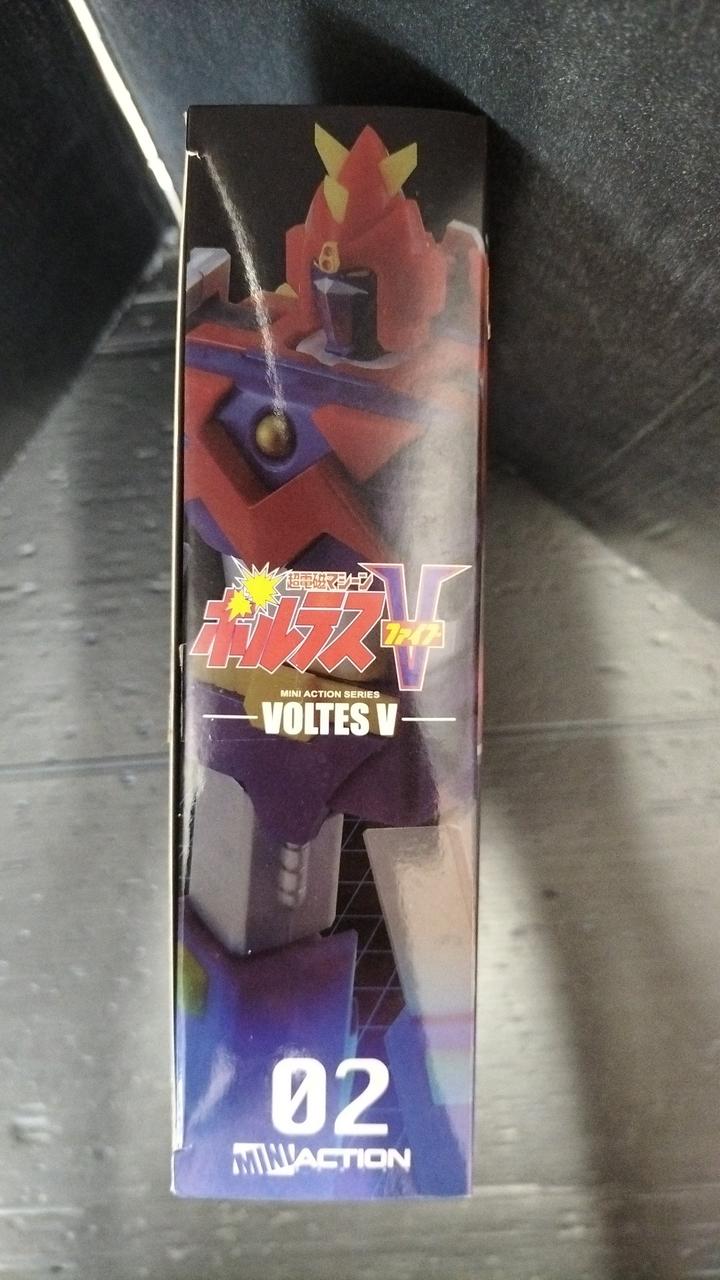 超電磁マシーン
ボルテスV
ファイブ
MINI ACTION SERIES
VOLTES V
02
MINI ACTION